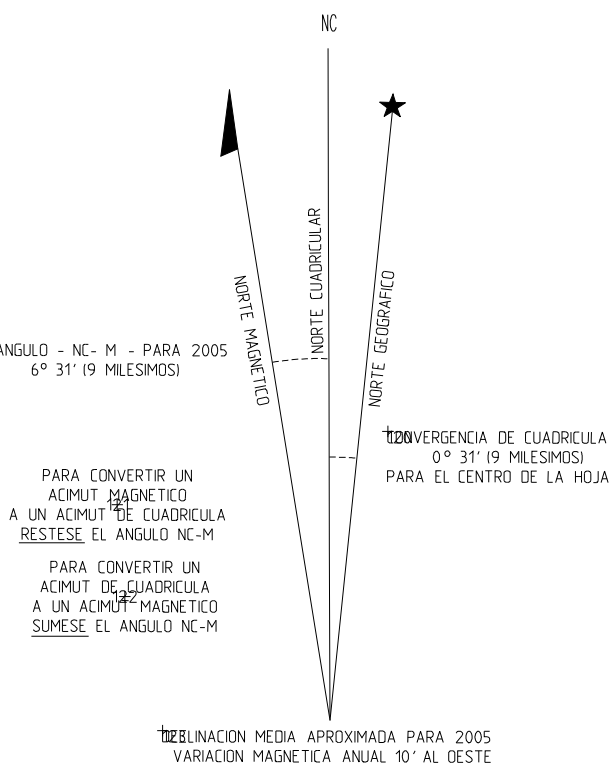 NC
NORTE MAGNETICO
NORTE CUADRICULAR
NORTE GEOGRAFICO
ANGULO - NC- M - PARA 2005
6° 31' (9 MILESIMOS)
CONVERGENCIA DE CUADRICULA
0° 31' (9 MILESIMOS)
PARA EL CENTRO DE LA HOJA
PARA CONVERTIR UN
ACIMUT MAGNETICO
121
A UN ACIMUT DE CUADRICULA
RESTESE EL ANGULO NC-M
PARA CONVERTIR UN
ACIMUT DE CUADRICULA
122
A UN ACIMUT MAGNETICO
SUMESE EL ANGULO NC-M
DECLINACION MEDIA APROXIMADA PARA 2005
VARIACION MAGNETICA ANUAL 10' AL OESTE